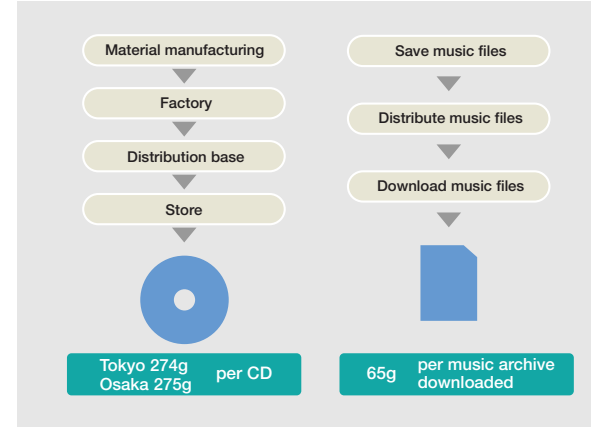 Material manufacturing
Factory
Distribution base
Store
Tokyo 274g
Osaka 275g
per CD
Save music files
Distribute music files
Download music files
65g
per music archive
downloaded